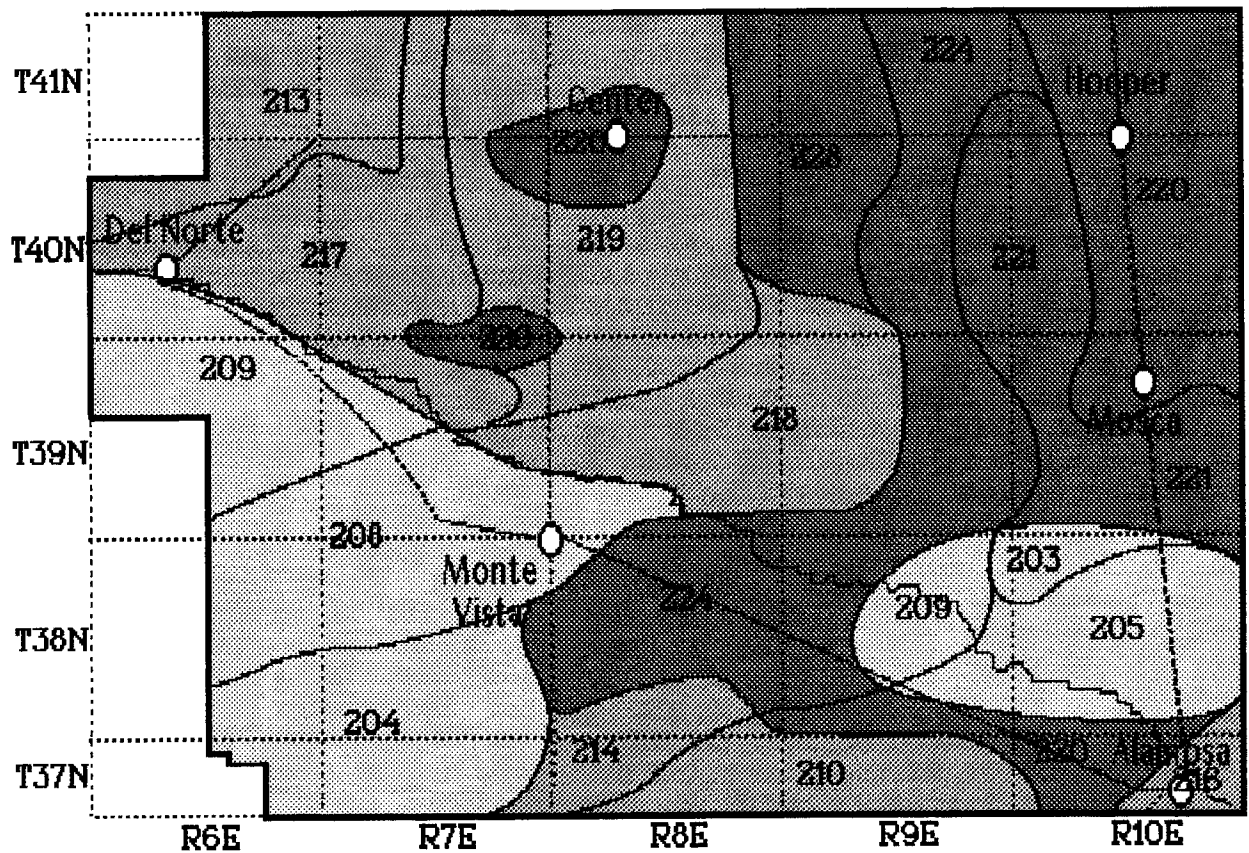 T41N
213
Center
224
Hooper
220
228
220
Del Norte
T40N
217
219
221
220
209
218
Mosca
T39N
221
208
203
Monte
Vista
224
209
205
T38N
204
214
220
Alamosa
T37N
210
216
R6E
R7E
R8E
R9E
R10E